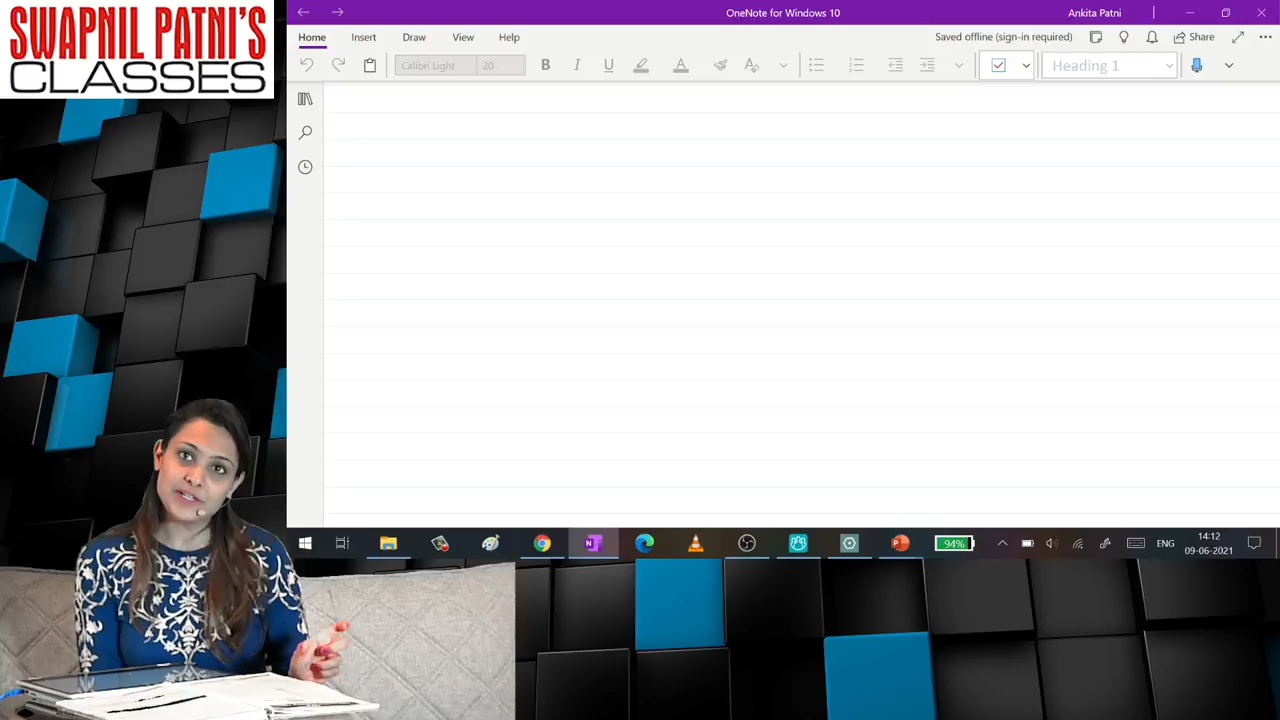 SWAPNIL PATNI'S
CLASSES
OneNote for Windows 10
Ankita Patni
Home Insert Draw View Help
Saved offline (sign-in required)
Share
Calibri Light 20 B I U A Heading 1
94%
ENG
14:12
09-06-2021